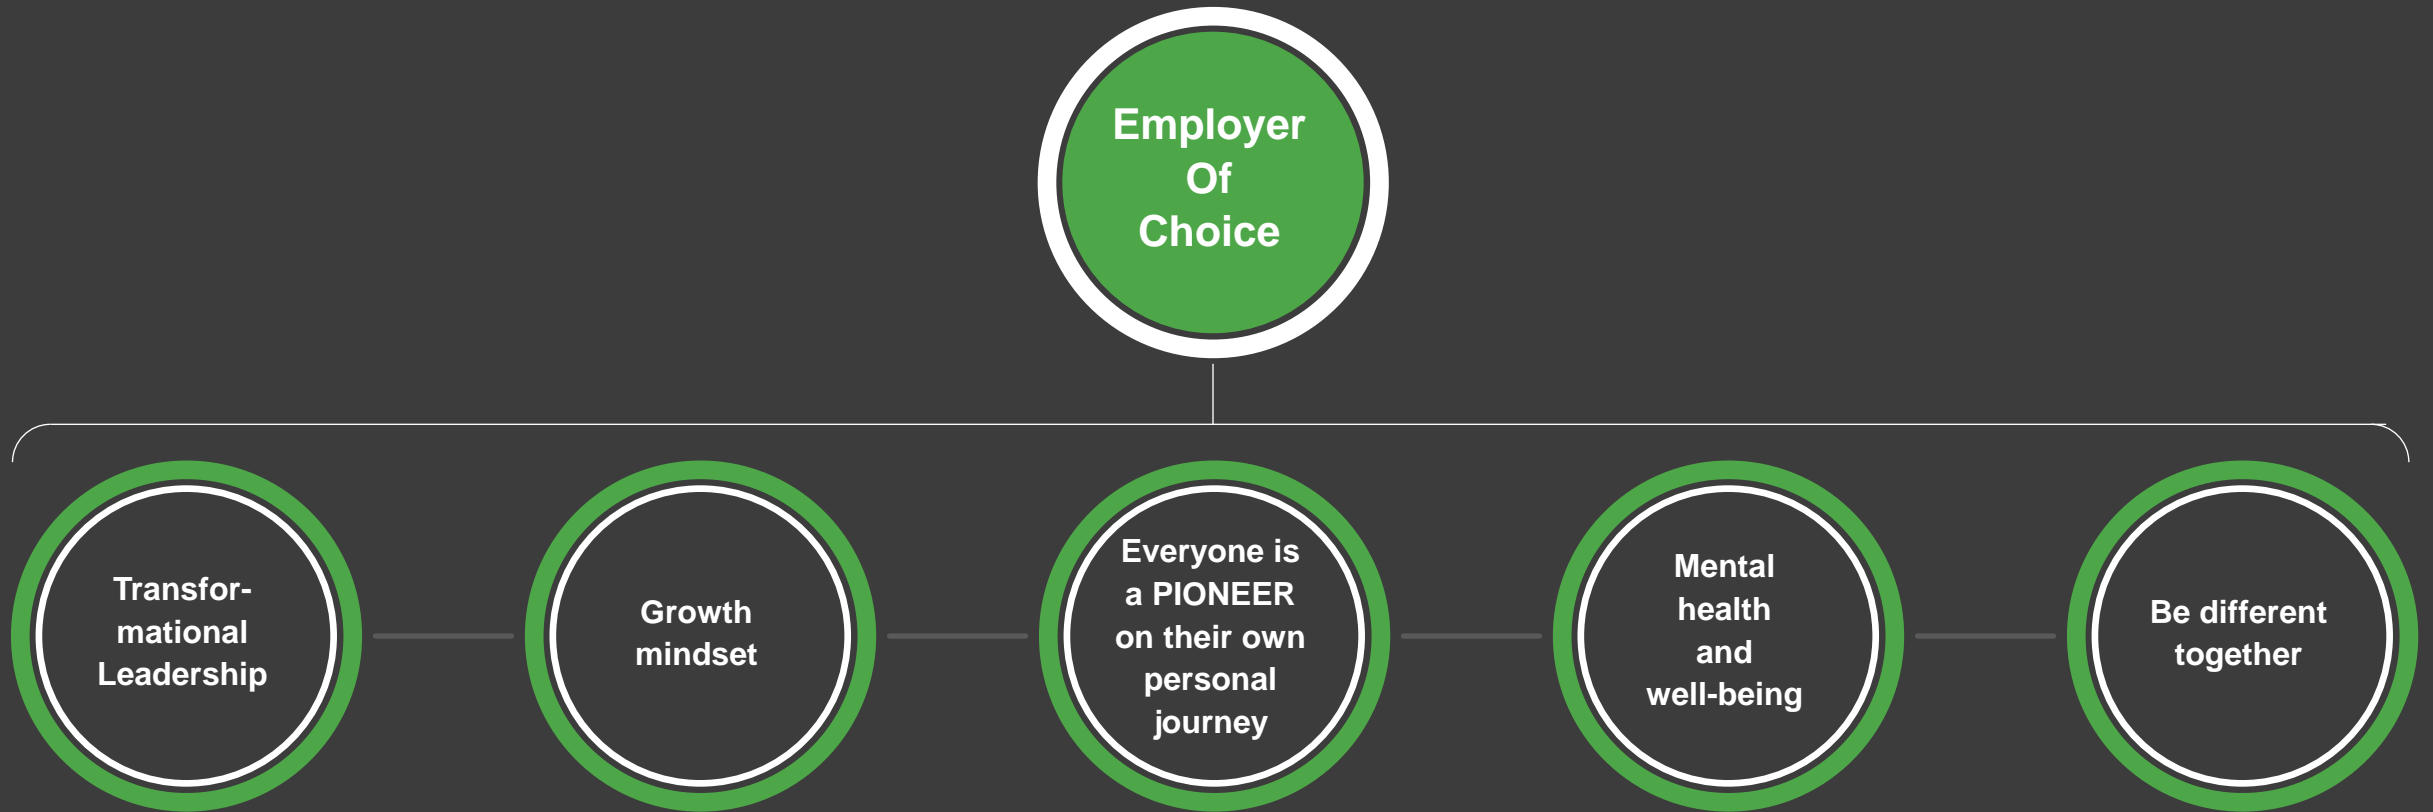 Employer
Of
Choice
Transfor-
mational
Leadership
Growth
mindset
Everyone is
a PIONEER
on their own
personal
journey
Mental
health
and
well-being
Be different
together